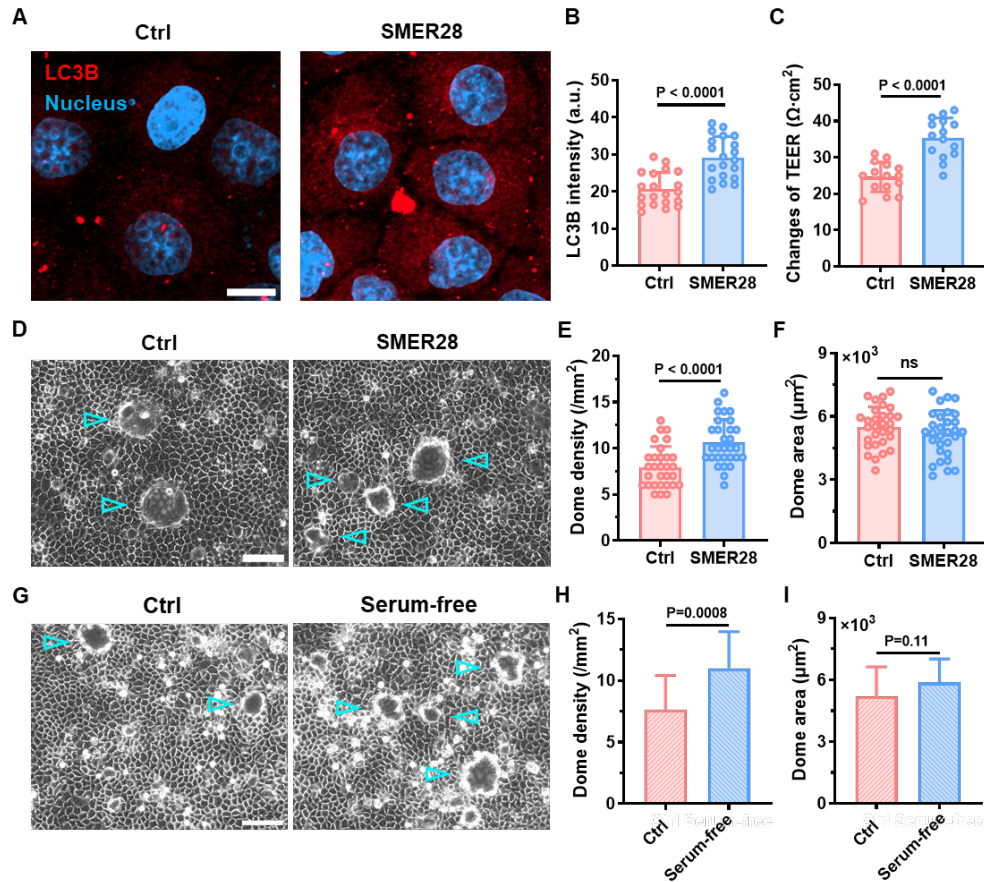 A
Ctrl
SMER28
LC3B
Nucleus
B
LC3B intensity (a.u.)
50
40
30
20
10
0
P < 0.0001
Ctrl
SMER28
C
Changes of TEER (Ω·cm²)
50
40
30
20
10
0
P < 0.0001
Ctrl
SMER28
D
Ctrl
SMER28
E
Dome density (/mm²)
20
15
10
5
0
P < 0.0001
Ctrl
SMER28
F
Dome area (µm²)
×10³
9
6
3
0
ns
Ctrl
SMER28
G
Ctrl
Serum-free
H
Dome density (/mm²)
15
10
5
0
P=0.0008
Ctrl
Serum-free
I
Dome area (µm²)
×10³
9
6
3
0
P=0.11
Ctrl
Serum-free